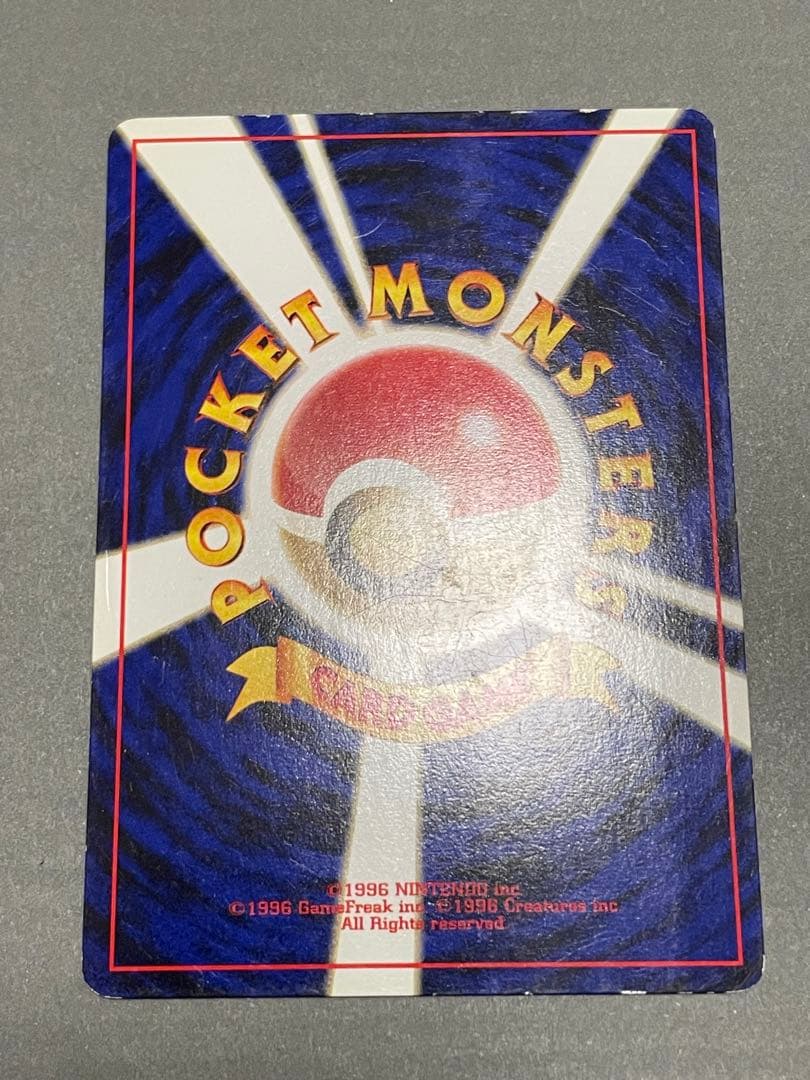 POCKET MONSTERS
CARD GAME
©1996 NINTENDO inc.
©1996 GameFreak inc. ©1996 Creatures inc.
All Rights reserved.